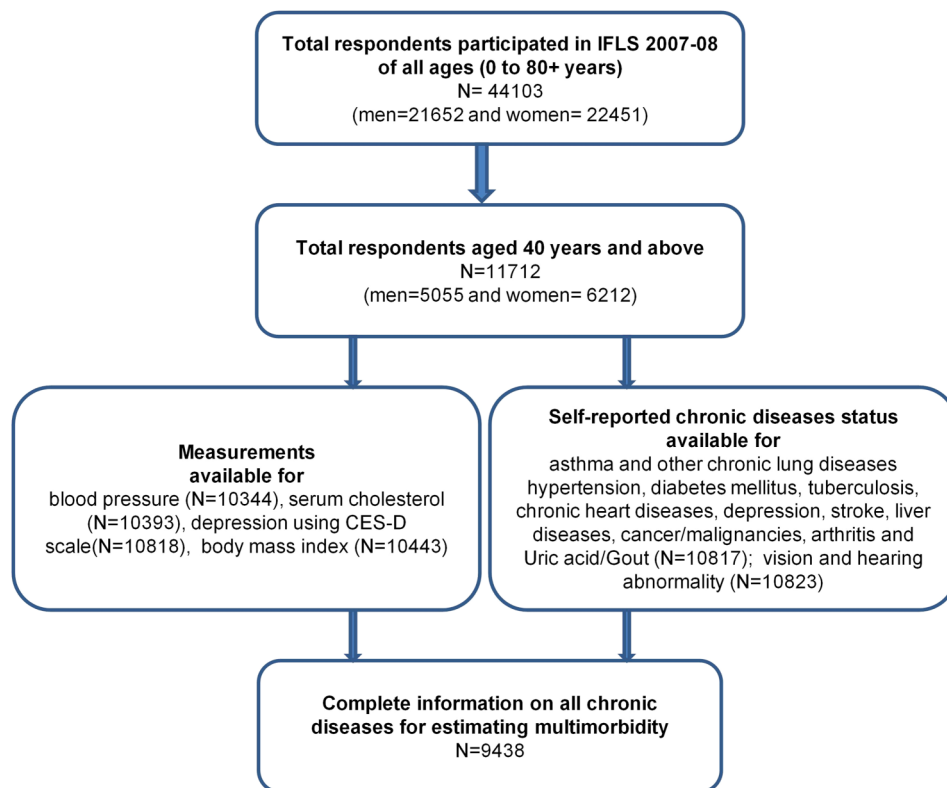 Total respondents participated in IFLS 2007-08
of all ages (0 to 80+ years)
N= 44103
(men=21652 and women= 22451)
Total respondents aged 40 years and above
N=11712
(men=5055 and women= 6212)
Measurements
available for
blood pressure (N=10344), serum cholesterol
(N=10393), depression using CES-D
scale(N=10818), body mass index (N=10443)
Self-reported chronic diseases status
available for
asthma and other chronic lung diseases
hypertension, diabetes mellitus, tuberculosis,
chronic heart diseases, depression, stroke, liver
diseases, cancer/malignancies, arthritis and
Uric acid/Gout (N=10817); vision and hearing
abnormality (N=10823)
Complete information on all chronic
diseases for estimating multimorbidity
N=9438